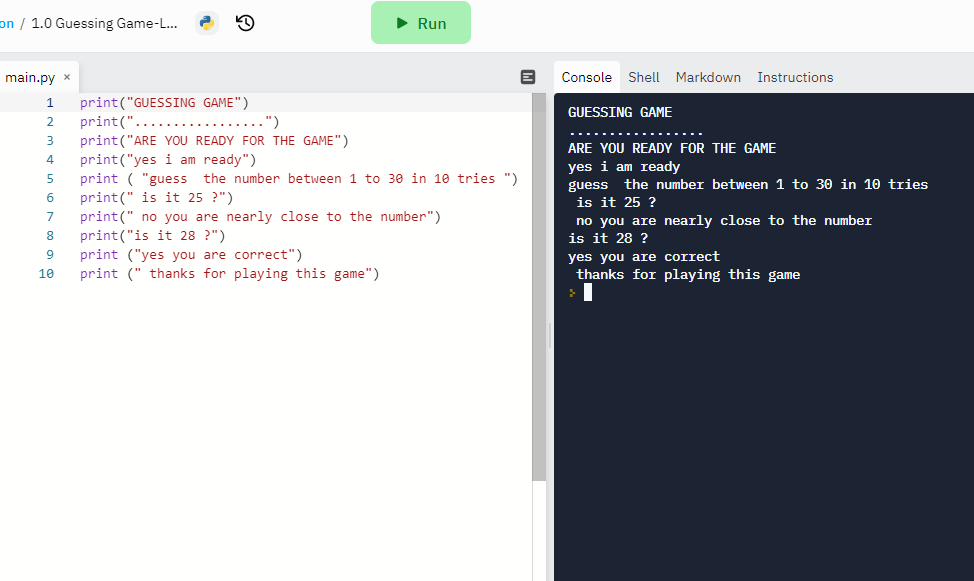 on / 1.0 Guessing Game-L...
Run
main.py ×
1 print("GUESSING GAME")
2 print(".................")
3 print("ARE YOU READY FOR THE GAME")
4 print("yes i am ready")
5 print ( "guess  the number between 1 to 30 in 10 tries ")
6 print(" is it 25 ?")
7 print(" no you are nearly close to the number")
8 print("is it 28 ?")
9 print ("yes you are correct")
10 print (" thanks for playing this game")
Console Shell Markdown Instructions
GUESSING GAME
.................
ARE YOU READY FOR THE GAME
yes i am ready
guess  the number between 1 to 30 in 10 tries
 is it 25 ?
 no you are nearly close to the number
is it 28 ?
yes you are correct
 thanks for playing this game
>